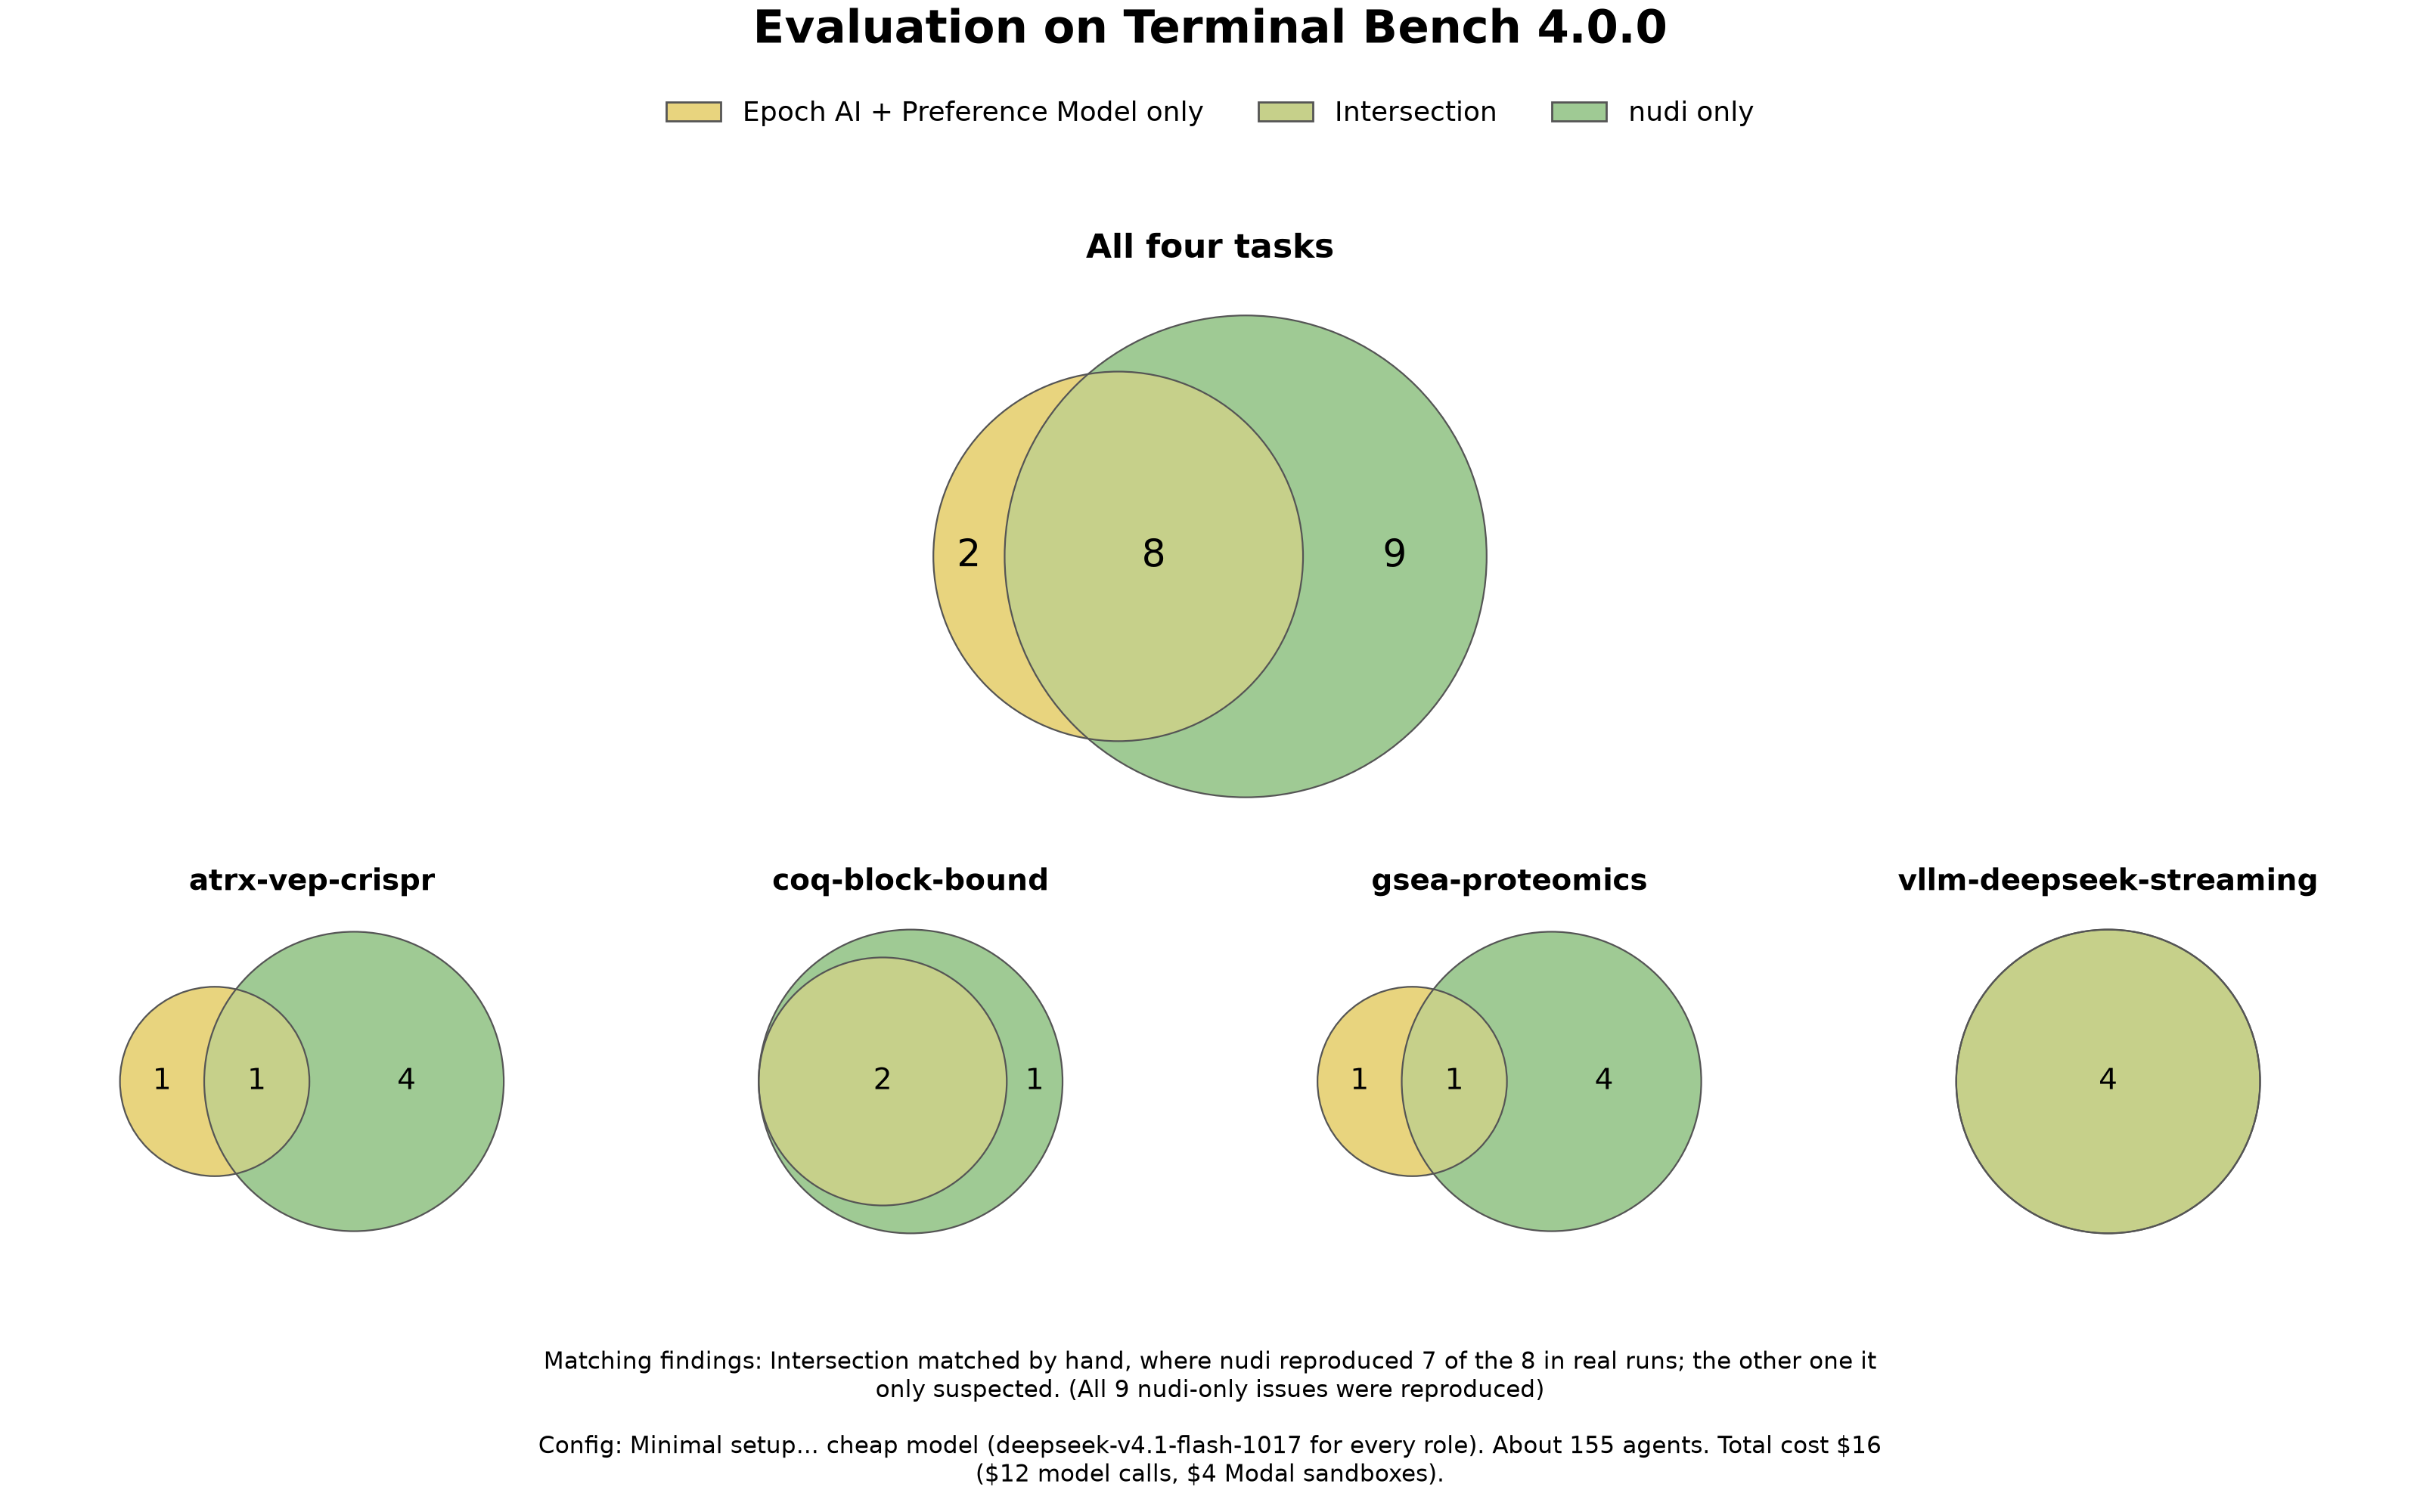 Evaluation on Terminal Bench 4.0.0
Epoch AI + Preference Model only
Intersection
nudi only
All four tasks
2
8
9
atrx-vep-crispr
coq-block-bound
gsea-proteomics
vllm-deepseek-streaming
1
1
4
2
1
1
1
4
4
Matching findings: Intersection matched by hand, where nudi reproduced 7 of the 8 in real runs; the other one it
only suspected. (All 9 nudi-only issues were reproduced)
Config: Minimal setup... cheap model (deepseek-v4.1-flash-1017 for every role). About 155 agents. Total cost $16
($12 model calls, $4 Modal sandboxes).